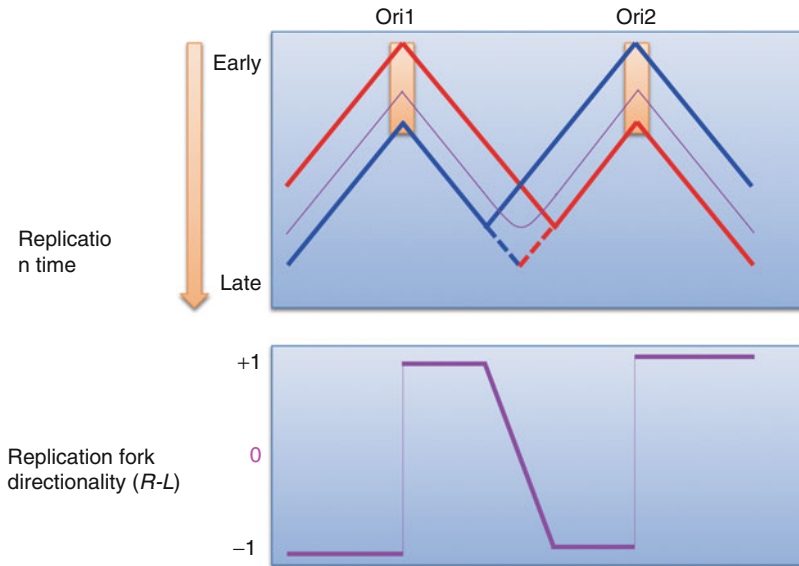 Ori1 Ori2
Early
Replicatio
n time
Late
+1
0
Replication fork
directionality (R-L)
−1